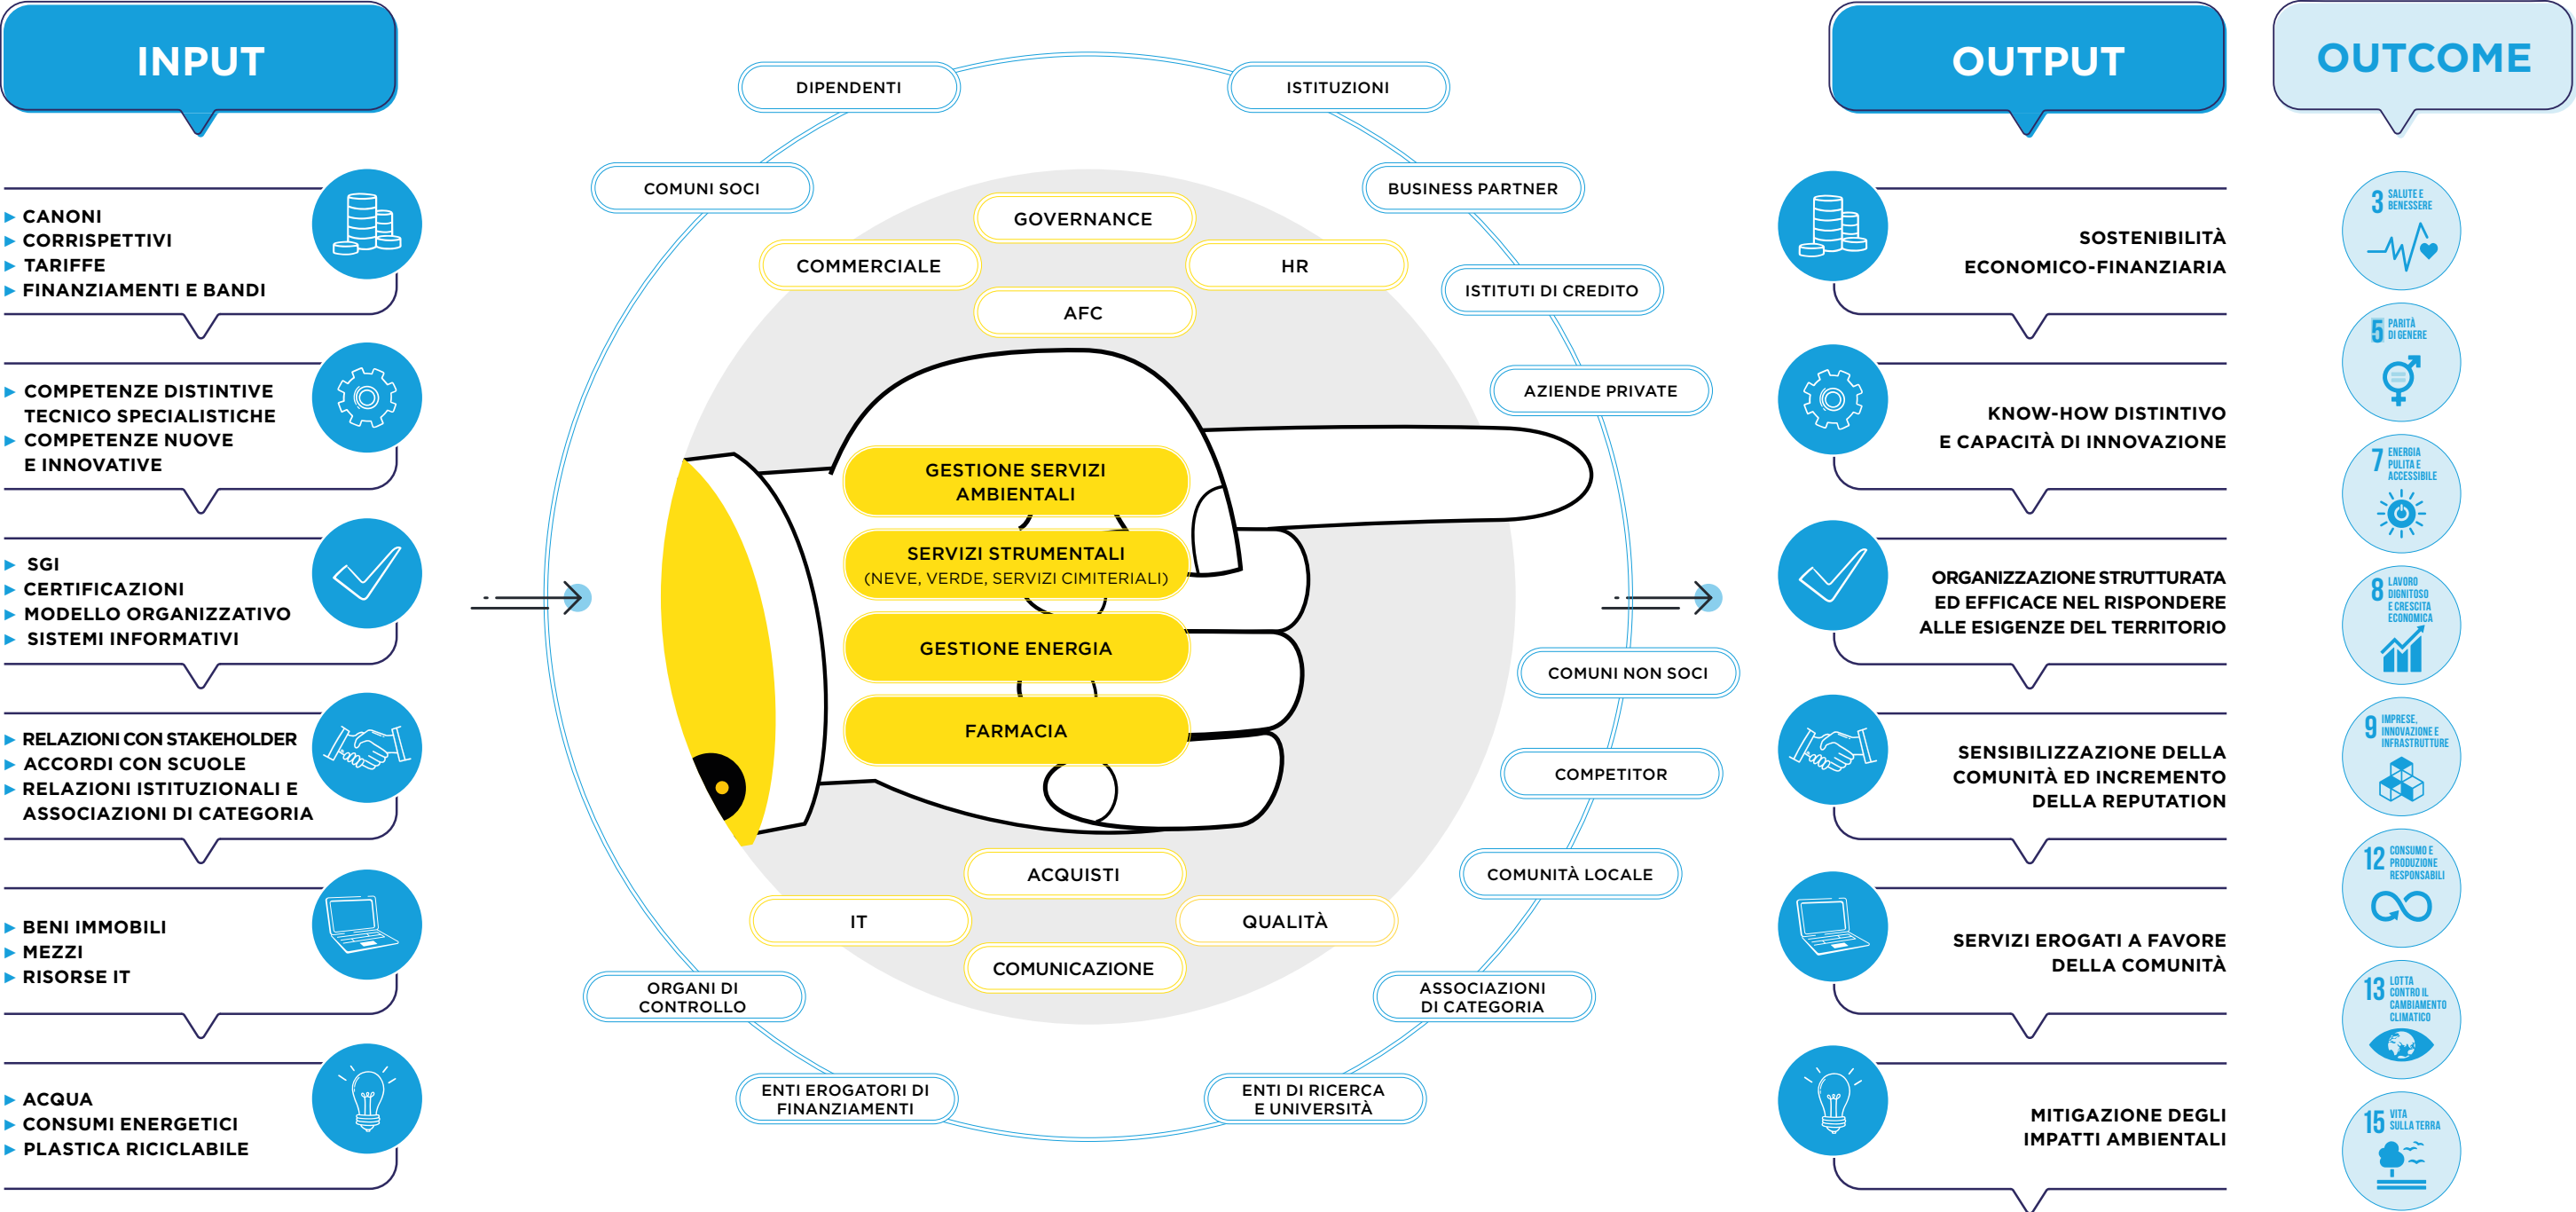 INPUT
CANONI
CORRISPETTIVI
TARIFFE
FINANZIAMENTI E BANDI
COMPETENZE DISTINTIVE
TECNICO SPECIALISTICHE
COMPETENZE NUOVE
E INNOVATIVE
SGI
CERTIFICAZIONI
MODELLO ORGANIZZATIVO
SISTEMI INFORMATIVI
RELAZIONI CON STAKEHOLDER
ACCORDI CON SCUOLE
RELAZIONI ISTITUZIONALI E
ASSOCIAZIONI DI CATEGORIA
BENI IMMOBILI
MEZZI
RISORSE IT
ACQUA
CONSUMI ENERGETICI
PLASTICA RICICLABILE
DIPENDENTI
ISTITUZIONI
COMUNI SOCI
BUSINESS PARTNER
ISTITUTI DI CREDITO
AZIENDE PRIVATE
GOVERNANCE
COMMERCIALE
HR
AFC
GESTIONE SERVIZI
AMBIENTALI
SERVIZI STRUMENTALI
(NEVE, VERDE, SERVIZI CIMITERIALI)
GESTIONE ENERGIA
FARMACIA
COMUNI NON SOCI
COMPETITOR
COMUNITÀ LOCALE
ACQUISTI
IT
QUALITÀ
COMUNICAZIONE
ORGANI DI
CONTROLLO
ASSOCIAZIONI
DI CATEGORIA
ENTI EROGATORI DI
FINANZIAMENTI
ENTI DI RICERCA
E UNIVERSITÀ
OUTPUT
SOSTENIBILITÀ
ECONOMICO-FINANZIARIA
KNOW-HOW DISTINTIVO
E CAPACITÀ DI INNOVAZIONE
ORGANIZZAZIONE STRUTTURATA
ED EFFICACE NEL RISPONDERE
ALLE ESIGENZE DEL TERRITORIO
SENSIBILIZZAZIONE DELLA
COMUNITÀ ED INCREMENTO
DELLA REPUTATION
SERVIZI EROGATI A FAVORE
DELLA COMUNITÀ
MITIGAZIONE DEGLI
IMPATTI AMBIENTALI
OUTCOME
3 SALUTE E
BENESSERE
5 PARITÀ
DI GENERE
7 ENERGIA
PULITA E
ACCESSIBILE
8 LAVORO
DIGNITOSO
E CRESCITA
ECONOMICA
9 IMPRESE,
INNOVAZIONE E
INFRASTRUTTURE
12 CONSUMO E
PRODUZIONE
RESPONSABILI
13 LOTTA
CONTRO IL
CAMBIAMENTO
CLIMATICO
15 VITA
SULLA TERRA